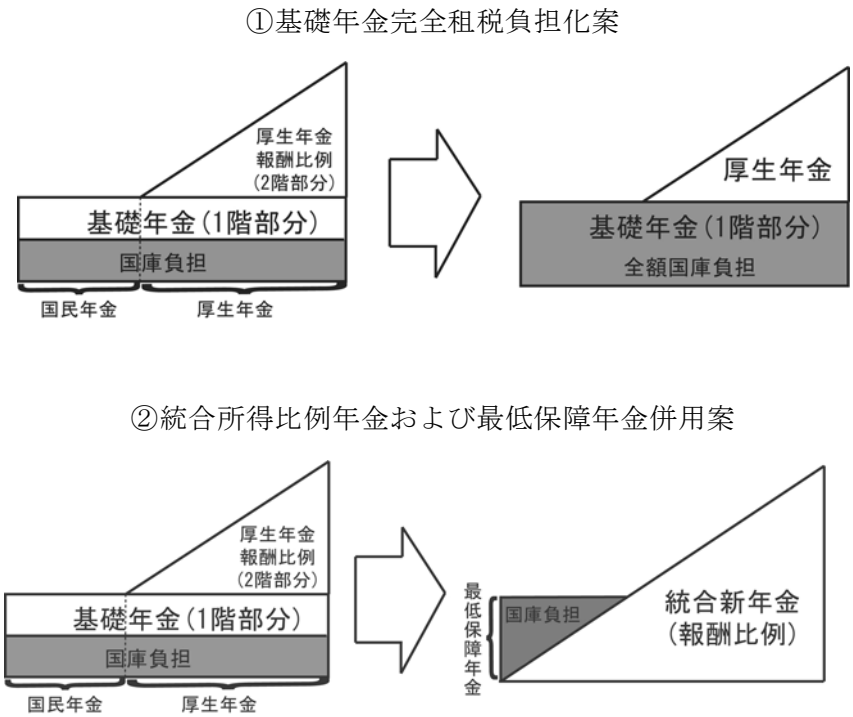 ①基礎年金完全租税負担化案
厚生年金
報酬比例
(2階部分)
基礎年金(1階部分)
国庫負担
国民年金
厚生年金
厚生年金
基礎年金(1階部分)
全額国庫負担
②統合所得比例年金および最低保障年金併用案
厚生年金
報酬比例
(2階部分)
基礎年金(1階部分)
国庫負担
国民年金
厚生年金
最低保障年金
国庫負担
統合新年金
(報酬比例)